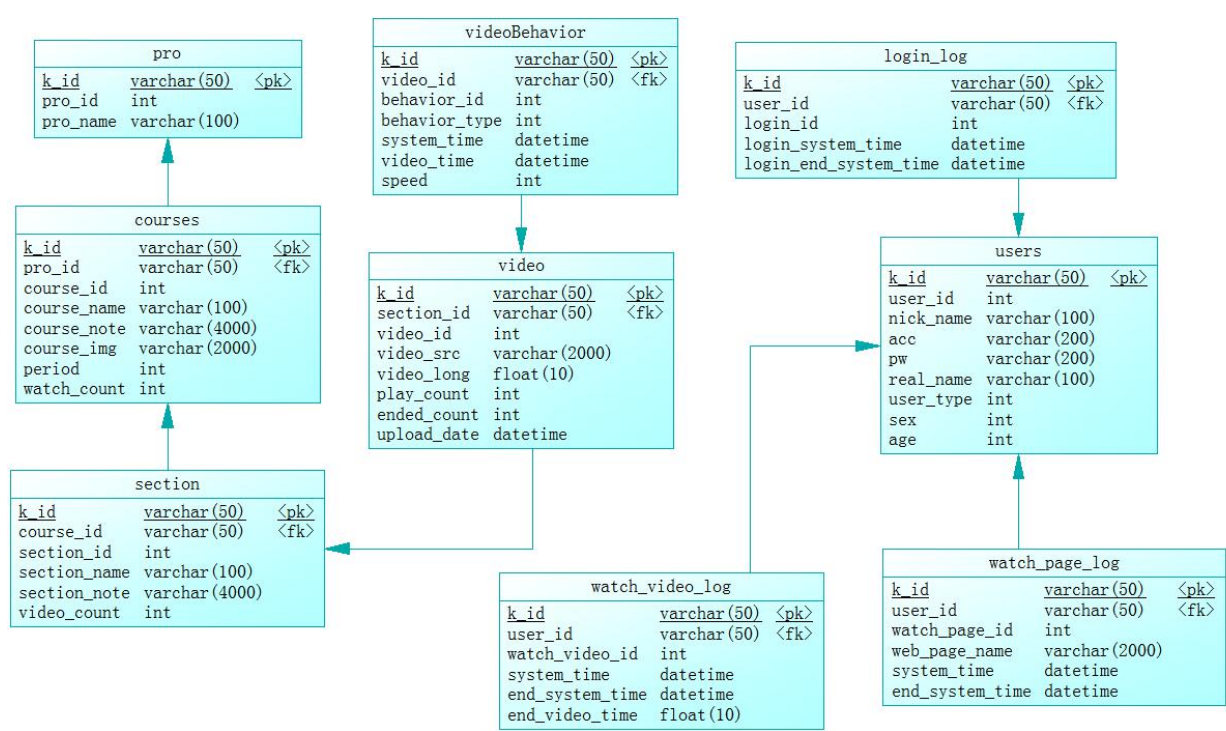 pro
k_id varchar(50) <pk>
pro_id int
pro_name varchar(100)
videoBehavior
k_id varchar(50) <pk>
video_id varchar(50) <fk>
behavior_id int
behavior_type int
system_time datetime
video_time datetime
speed int
login_log
k_id varchar(50) <pk>
user_id varchar(50) <fk>
login_id int
login_system_time datetime
login_end_system_time datetime
courses
k_id varchar(50) <pk>
pro_id varchar(50) <fk>
course_id int
course_name varchar(100)
course_note varchar(4000)
course_img varchar(2000)
period int
watch_count int
video
k_id varchar(50) <pk>
section_id varchar(50) <fk>
video_id int
video_src varchar(2000)
video_long float(10)
play_count int
ended_count int
upload_date datetime
users
k_id varchar(50) <pk>
user_id int
nick_name varchar(100)
acc varchar(200)
pw varchar(200)
real_name varchar(100)
user_type int
sex int
age int
section
k_id varchar(50) <pk>
course_id varchar(50) <fk>
section_id int
section_name varchar(100)
section_note varchar(4000)
video_count int
watch_video_log
k_id varchar(50) <pk>
user_id varchar(50) <fk>
watch_video_id int
system_time datetime
end_system_time datetime
end_video_time float(10)
watch_page_log
k_id varchar(50) <pk>
user_id varchar(50) <fk>
watch_page_id int
web_page_name varchar(2000)
system_time datetime
end_system_time datetime